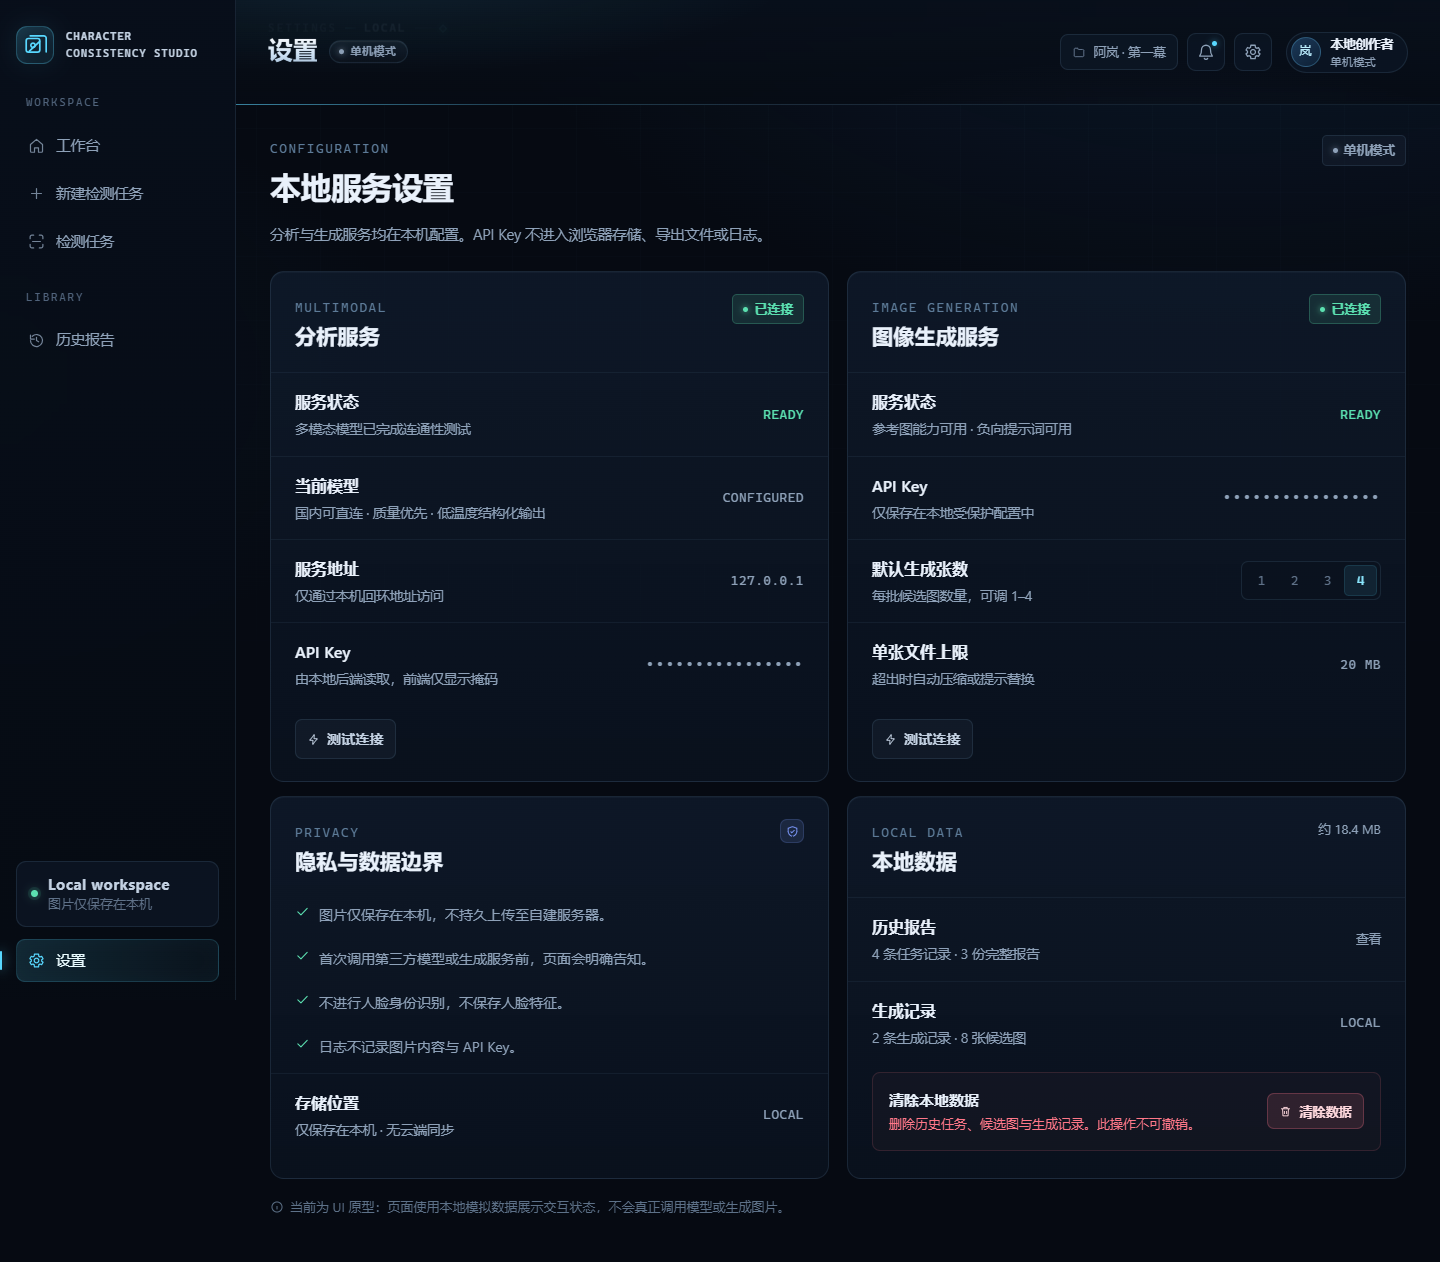 CHARACTER
CONSISTENCY STUDIO
WORKSPACE
工作台
新建检测任务
检测任务
LIBRARY
历史报告
Local workspace
图片仅保存在本机
设置
设置
单机模式
阿岚 · 第一幕
岚
本地创作者
单机模式
CONFIGURATION
单机模式
本地服务设置
分析与生成服务均在本机配置。API Key 不进入浏览器存储、导出文件或日志。
MULTIMODAL
已连接
分析服务
服务状态
多模态模型已完成连通性测试
READY
当前模型
国内可直连 · 质量优先 · 低温度结构化输出
CONFIGURED
服务地址
仅通过本机回环地址访问
127.0.0.1
API Key
由本地后端读取，前端仅显示掩码
••••••••••••••••
测试连接
IMAGE GENERATION
已连接
图像生成服务
服务状态
参考图能力可用 · 负向提示词可用
READY
API Key
仅保存在本地受保护配置中
••••••••••••••••
默认生成张数
每批候选图数量，可调 1–4
1 2 3 4
单张文件上限
超出时自动压缩或提示替换
20 MB
测试连接
PRIVACY
隐私与数据边界
图片仅保存在本机，不持久上传至自建服务器。
首次调用第三方模型或生成服务前，页面会明确告知。
不进行人脸身份识别，不保存人脸特征。
日志不记录图片内容与 API Key。
存储位置
仅保存在本机 · 无云端同步
LOCAL
LOCAL DATA
约 18.4 MB
本地数据
历史报告
4 条任务记录 · 3 份完整报告
查看
生成记录
2 条生成记录 · 8 张候选图
LOCAL
清除本地数据
删除历史任务、候选图与生成记录。此操作不可撤销。
清除数据
当前为 UI 原型：页面使用本地模拟数据展示交互状态，不会真正调用模型或生成图片。